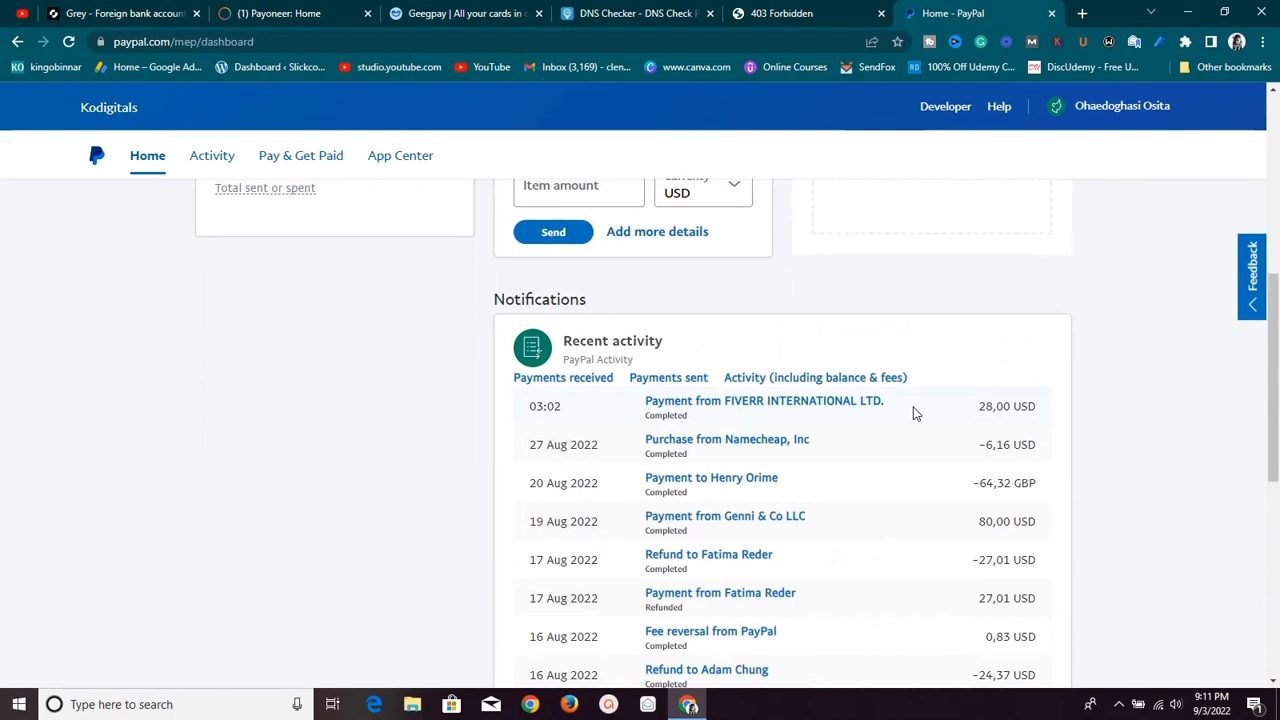 Grey - Foreign bank accoun
(1) Payoneer: Home
Geegpay | All your cards in o
DNS Checker - DNS Check P
403 Forbidden
Home - PayPal
paypal.com/mep/dashboard
kingobinnar
Home – Google Ad...
Dashboard ‹ Slickco...
studio.youtube.com
YouTube
Inbox (3,169) - clen...
www.canva.com
Online Courses
SendFox
100% Off Udemy C...
DiscUdemy - Free U...
Other bookmarks
Kodigitals
Developer
Help
Ohaedoghasi Osita
Home
Activity
Pay & Get Paid
App Center
Total sent or spent
Item amount
Currency
USD
Send
Add more details
Feedback
Notifications
Recent activity
PayPal Activity
Payments received
Payments sent
Activity (including balance & fees)
03:02
Payment from FIVERR INTERNATIONAL LTD.
28,00 USD
Completed
27 Aug 2022
Purchase from Namecheap, Inc
-6,16 USD
Completed
20 Aug 2022
Payment to Henry Orime
-64,32 GBP
Completed
19 Aug 2022
Payment from Genni & Co LLC
80,00 USD
Completed
17 Aug 2022
Refund to Fatima Reder
-27,01 USD
Completed
17 Aug 2022
Payment from Fatima Reder
27,01 USD
Refunded
16 Aug 2022
Fee reversal from PayPal
0,83 USD
Completed
16 Aug 2022
Refund to Adam Chung
-24,37 USD
Completed
Type here to search
9:11 PM
9/3/2022